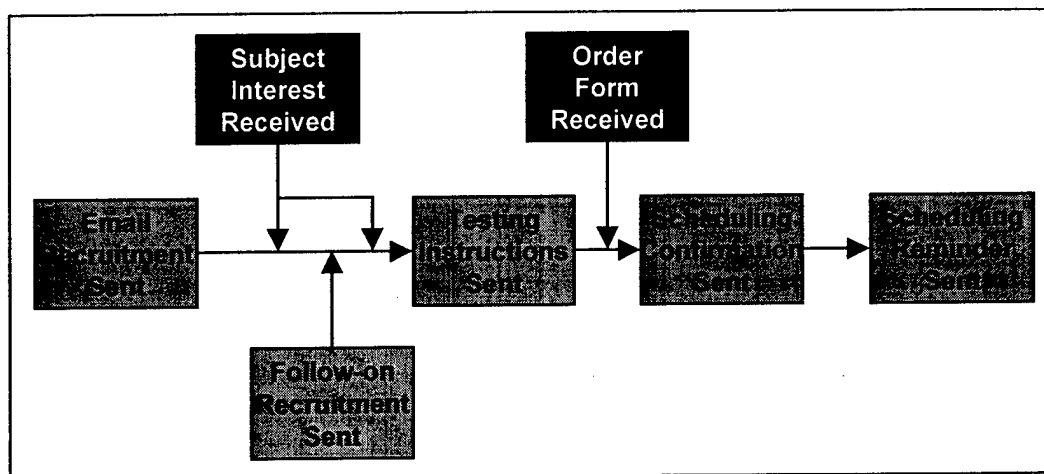 Subject
Interest
Received
Order
Form
Received
Email
Recruitment
Sent
Testing
Instructions
Sent
Scheduling
Confirmation
Sent
Scheduling
Reminder
Sent
Follow-on
Recruitment
Sent